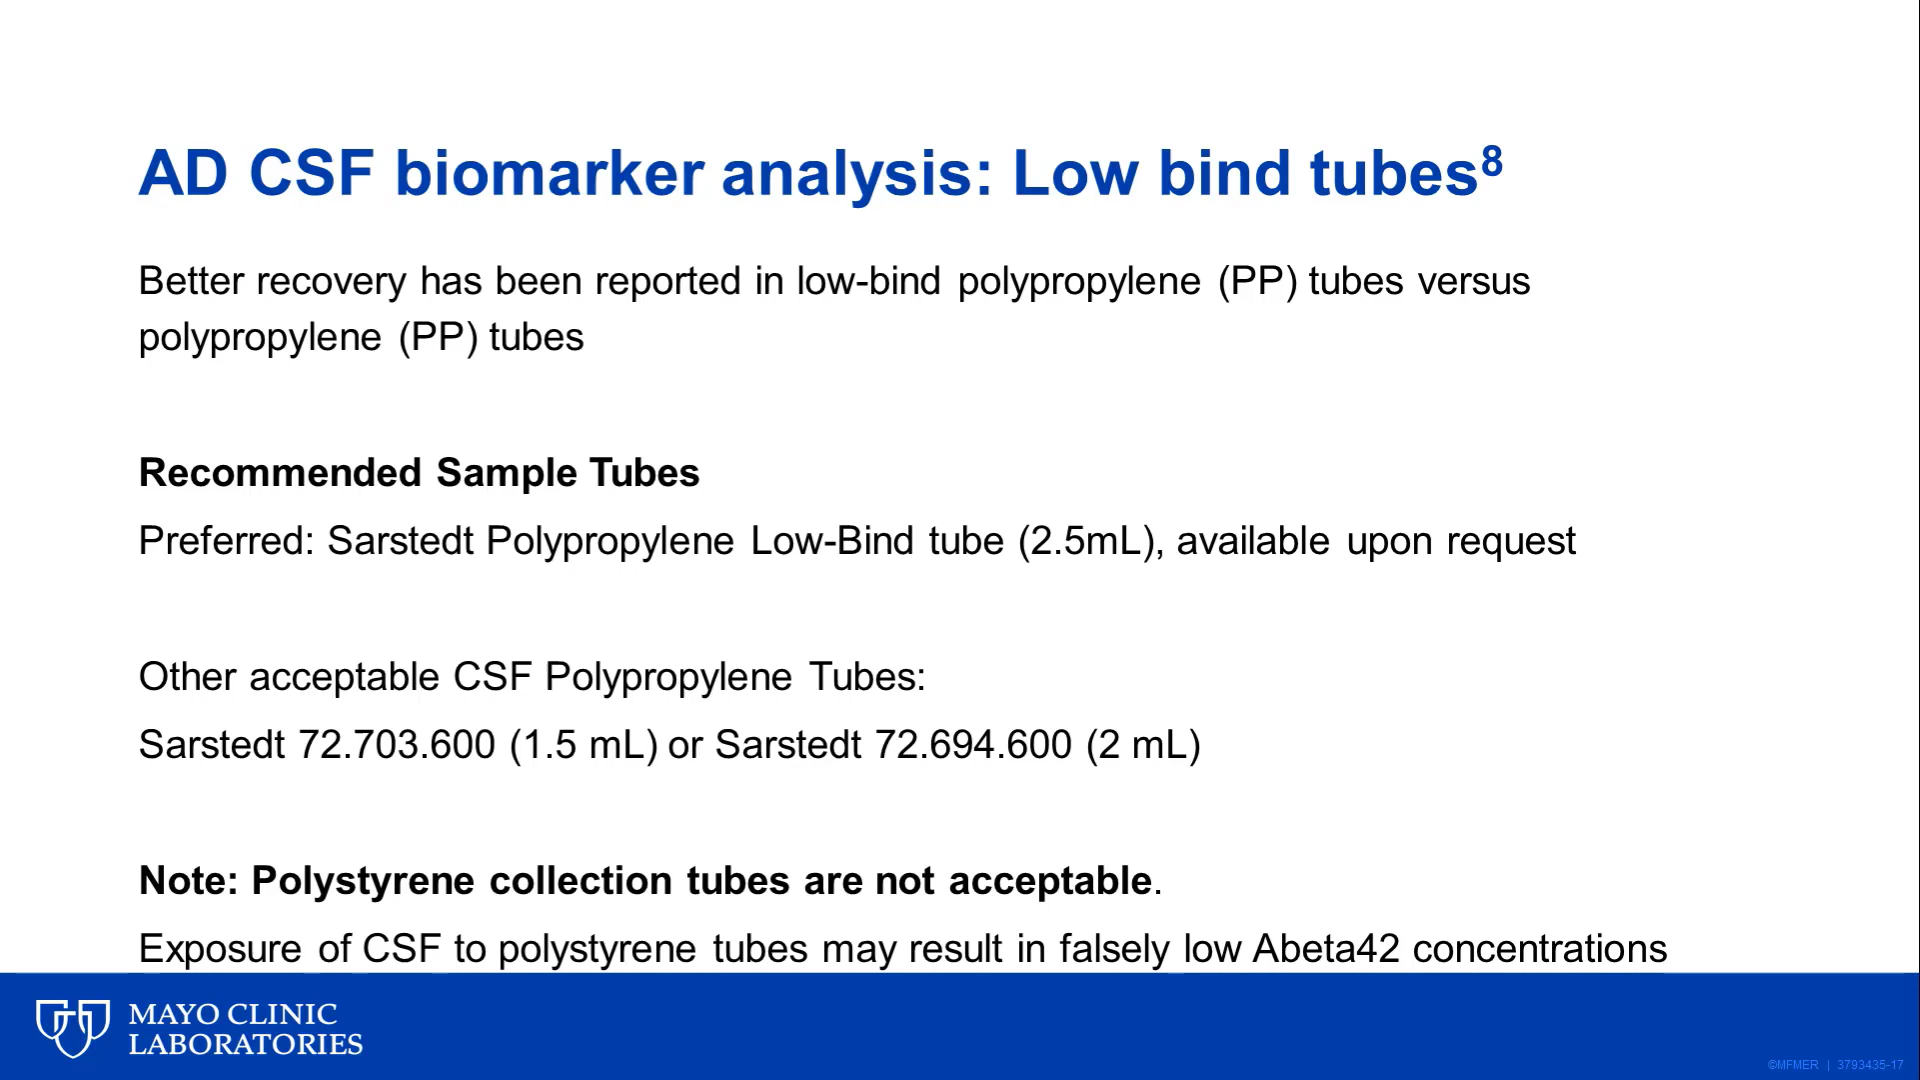 AD CSF biomarker analysis: Low bind tubes⁸
Better recovery has been reported in low-bind polypropylene (PP) tubes versus
polypropylene (PP) tubes
Recommended Sample Tubes
Preferred: Sarstedt Polypropylene Low-Bind tube (2.5mL), available upon request
Other acceptable CSF Polypropylene Tubes:
Sarstedt 72.703.600 (1.5 mL) or Sarstedt 72.694.600 (2 mL)
Note: Polystyrene collection tubes are not acceptable.
Exposure of CSF to polystyrene tubes may result in falsely low Abeta42 concentrations
MAYO CLINIC
LABORATORIES
©MFMER | 3793435-17